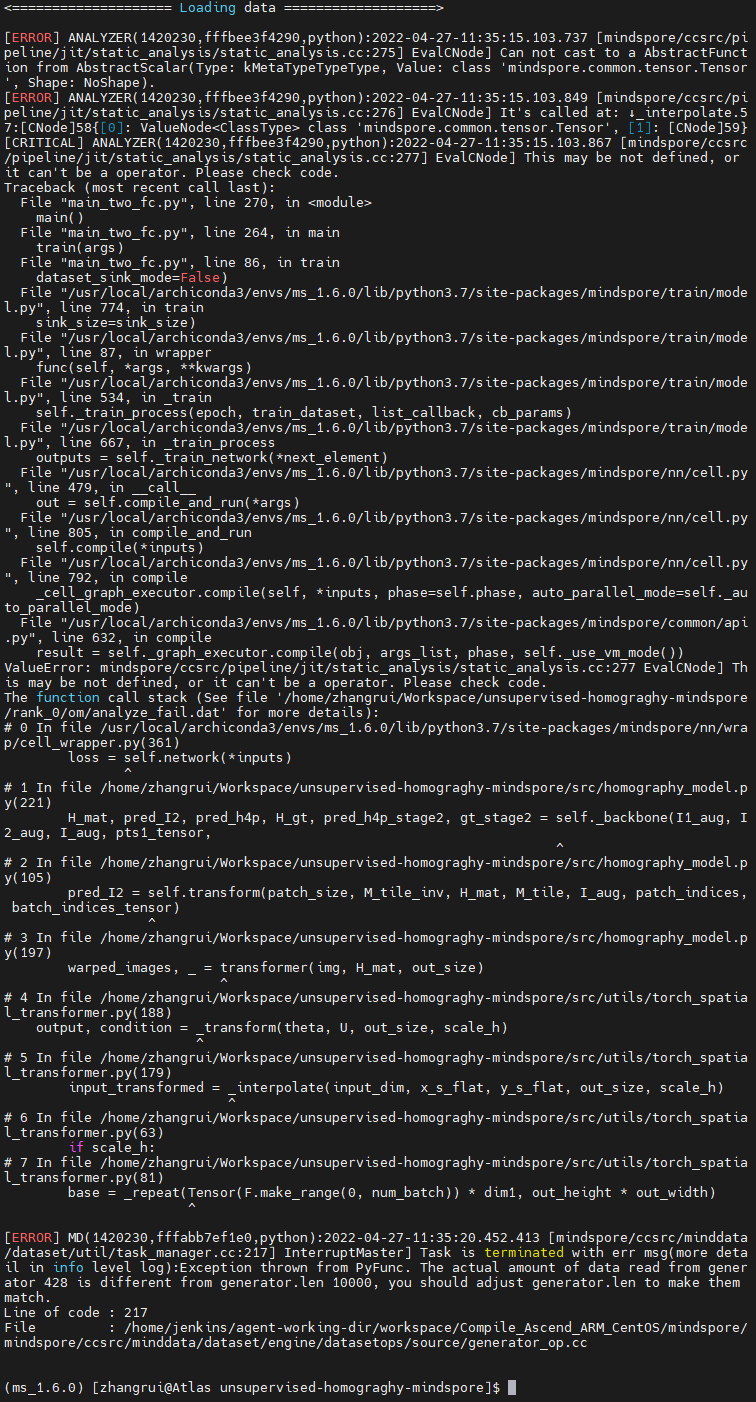 <===================== Loading data ===================>
[ERROR] ANALYZER(1420230,fffbee3f4290,python):2022-04-27-11:35:15.103.737 [mindspore/ccsrc/pi
peline/jit/static_analysis/static_analysis.cc:275] EvalCNode] Can not cast to a AbstractFunct
ion from AbstractScalar(Type: kMetaTypeTypeType, Value: class 'mindspore.common.tensor.Tensor
', Shape: NoShape).
[ERROR] ANALYZER(1420230,fffbee3f4290,python):2022-04-27-11:35:15.103.849 [mindspore/ccsrc/pi
peline/jit/static_analysis/static_analysis.cc:276] EvalCNode] It's called at: ↓_interpolate.5
7:[CNode]58{[0]: ValueNode<ClassType> class 'mindspore.common.tensor.Tensor', [1]: [CNode]59}
[CRITICAL] ANALYZER(1420230,fffbee3f4290,python):2022-04-27-11:35:15.103.867 [mindspore/ccsrc
/pipeline/jit/static_analysis/static_analysis.cc:277] EvalCNode] This may be not defined, or 
it can't be a operator. Please check code.
Traceback (most recent call last):
  File "main_two_fc.py", line 270, in <module>
    main()
  File "main_two_fc.py", line 264, in main
    train(args)
  File "main_two_fc.py", line 86, in train
    dataset_sink_mode=False)
  File "/usr/local/archiconda3/envs/ms_1.6.0/lib/python3.7/site-packages/mindspore/train/mode
l.py", line 774, in train
    sink_size=sink_size)
  File "/usr/local/archiconda3/envs/ms_1.6.0/lib/python3.7/site-packages/mindspore/train/mode
l.py", line 87, in wrapper
    func(self, *args, **kwargs)
  File "/usr/local/archiconda3/envs/ms_1.6.0/lib/python3.7/site-packages/mindspore/train/mode
l.py", line 534, in _train
    self._train_process(epoch, train_dataset, list_callback, cb_params)
  File "/usr/local/archiconda3/envs/ms_1.6.0/lib/python3.7/site-packages/mindspore/train/mode
l.py", line 667, in _train_process
    outputs = self._train_network(*next_element)
  File "/usr/local/archiconda3/envs/ms_1.6.0/lib/python3.7/site-packages/mindspore/nn/cell.py
", line 479, in __call__
    out = self.compile_and_run(*args)
  File "/usr/local/archiconda3/envs/ms_1.6.0/lib/python3.7/site-packages/mindspore/nn/cell.py
", line 805, in compile_and_run
    self.compile(*inputs)
  File "/usr/local/archiconda3/envs/ms_1.6.0/lib/python3.7/site-packages/mindspore/nn/cell.py
", line 792, in compile
    _cell_graph_executor.compile(self, *inputs, phase=self.phase, auto_parallel_mode=self._au
to_parallel_mode)
  File "/usr/local/archiconda3/envs/ms_1.6.0/lib/python3.7/site-packages/mindspore/common/api
.py", line 632, in compile
    result = self._graph_executor.compile(obj, args_list, phase, self._use_vm_mode())
ValueError: mindspore/ccsrc/pipeline/jit/static_analysis/static_analysis.cc:277 EvalCNode] Th
is may be not defined, or it can't be a operator. Please check code.
The function call stack (See file '/home/zhangrui/Workspace/unsupervised-homograghy-mindspore
/rank_0/om/analyze_fail.dat' for more details):
# 0 In file /usr/local/archiconda3/envs/ms_1.6.0/lib/python3.7/site-packages/mindspore/nn/wra
p/cell_wrapper.py(361)
        loss = self.network(*inputs)
               ^
# 1 In file /home/zhangrui/Workspace/unsupervised-homograghy-mindspore/src/homography_model.p
y(221)
        H_mat, pred_I2, pred_h4p, H_gt, pred_h4p_stage2, gt_stage2 = self._backbone(I1_aug, I
2_aug, I_aug, pts1_tensor,
                                                                     ^
# 2 In file /home/zhangrui/Workspace/unsupervised-homograghy-mindspore/src/homography_model.p
y(105)
        pred_I2 = self.transform(patch_size, M_tile_inv, H_mat, M_tile, I_aug, patch_indices,
 batch_indices_tensor)
                  ^
# 3 In file /home/zhangrui/Workspace/unsupervised-homograghy-mindspore/src/homography_model.p
y(197)
        warped_images, _ = transformer(img, H_mat, out_size)
                           ^
# 4 In file /home/zhangrui/Workspace/unsupervised-homograghy-mindspore/src/utils/torch_spatia
l_transformer.py(188)
    output, condition = _transform(theta, U, out_size, scale_h)
                        ^
# 5 In file /home/zhangrui/Workspace/unsupervised-homograghy-mindspore/src/utils/torch_spatia
l_transformer.py(179)
        input_transformed = _interpolate(input_dim, x_s_flat, y_s_flat, out_size, scale_h)
                            ^
# 6 In file /home/zhangrui/Workspace/unsupervised-homograghy-mindspore/src/utils/torch_spatia
l_transformer.py(63)
        if scale_h:
# 7 In file /home/zhangrui/Workspace/unsupervised-homograghy-mindspore/src/utils/torch_spatia
l_transformer.py(81)
        base = _repeat(Tensor(F.make_range(0, num_batch)) * dim1, out_height * out_width)
                       ^
[ERROR] MD(1420230,fffabb7ef1e0,python):2022-04-27-11:35:20.452.413 [mindspore/ccsrc/minddata
/dataset/util/task_manager.cc:217] InterruptMaster] Task is terminated with err msg(more deta
il in info level log):Exception thrown from PyFunc. The actual amount of data read from gener
ator 428 is different from generator.len 10000, you should adjust generator.len to make them 
match.
Line of code : 217
File         : /home/jenkins/agent-working-dir/workspace/Compile_Ascend_ARM_CentOS/mindspore/
mindspore/ccsrc/minddata/dataset/engine/datasetops/source/generator_op.cc
(ms_1.6.0) [zhangrui@Atlas unsupervised-homograghy-mindspore]$